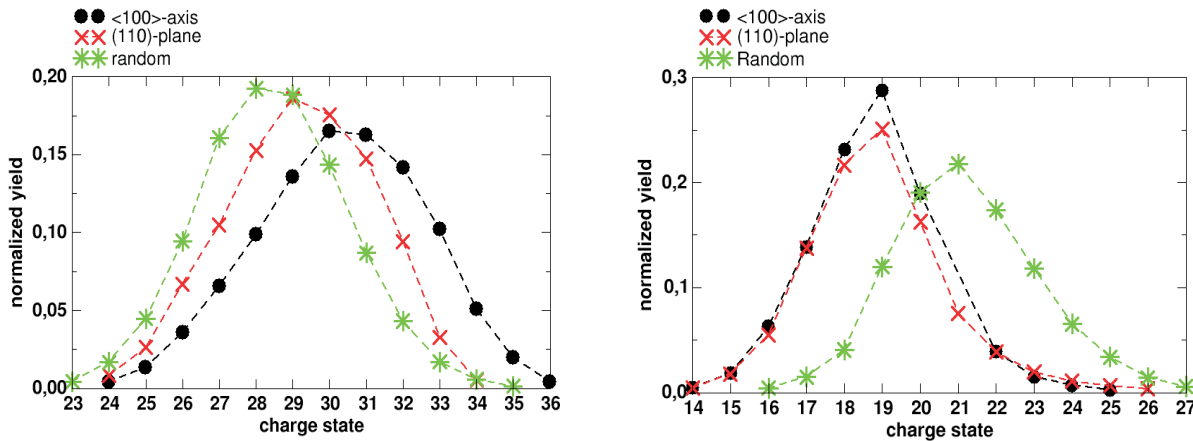 <100>-axis
(110)-plane
random
0,20
0,15
0,10
0,05
0,00
normalized yield
23 24 25 26 27 28 29 30 31 32 33 34 35 36
charge state
<100>-axis
(110)-plane
Random
0,3
0,2
0,1
0,0
normalized yield
14 15 16 17 18 19 20 21 22 23 24 25 26 27
charge state